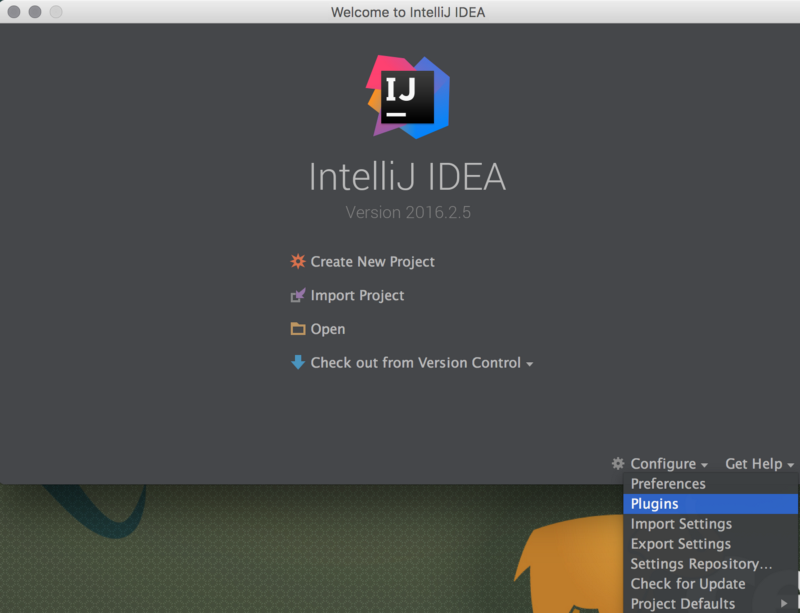 Welcome to IntelliJ IDEA
IJ
IntelliJ IDEA
Version 2016.2.5
Create New Project
Import Project
Open
Check out from Version Control
Configure Get Help
Preferences
Plugins
Import Settings
Export Settings
Settings Repository...
Check for Update
Project Defaults